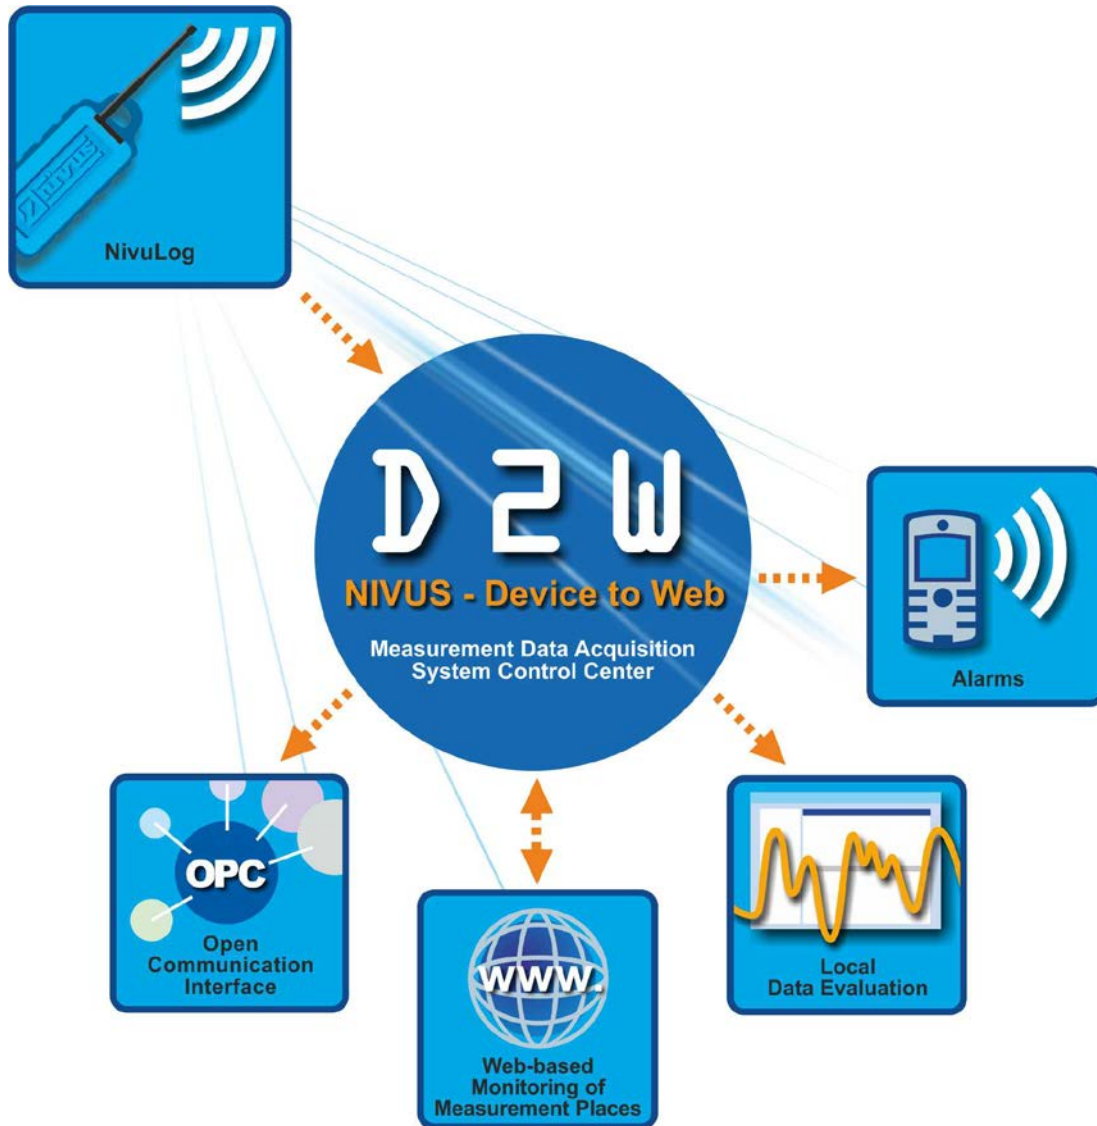 nivus
NivuLog
D2W
NIVUS - Device to Web
Measurement Data Acquisition
System Control Center
Alarms
OPC
Open
Communication
Interface
www.
Web-based
Monitoring of
Measurement Places
Local
Data Evaluation